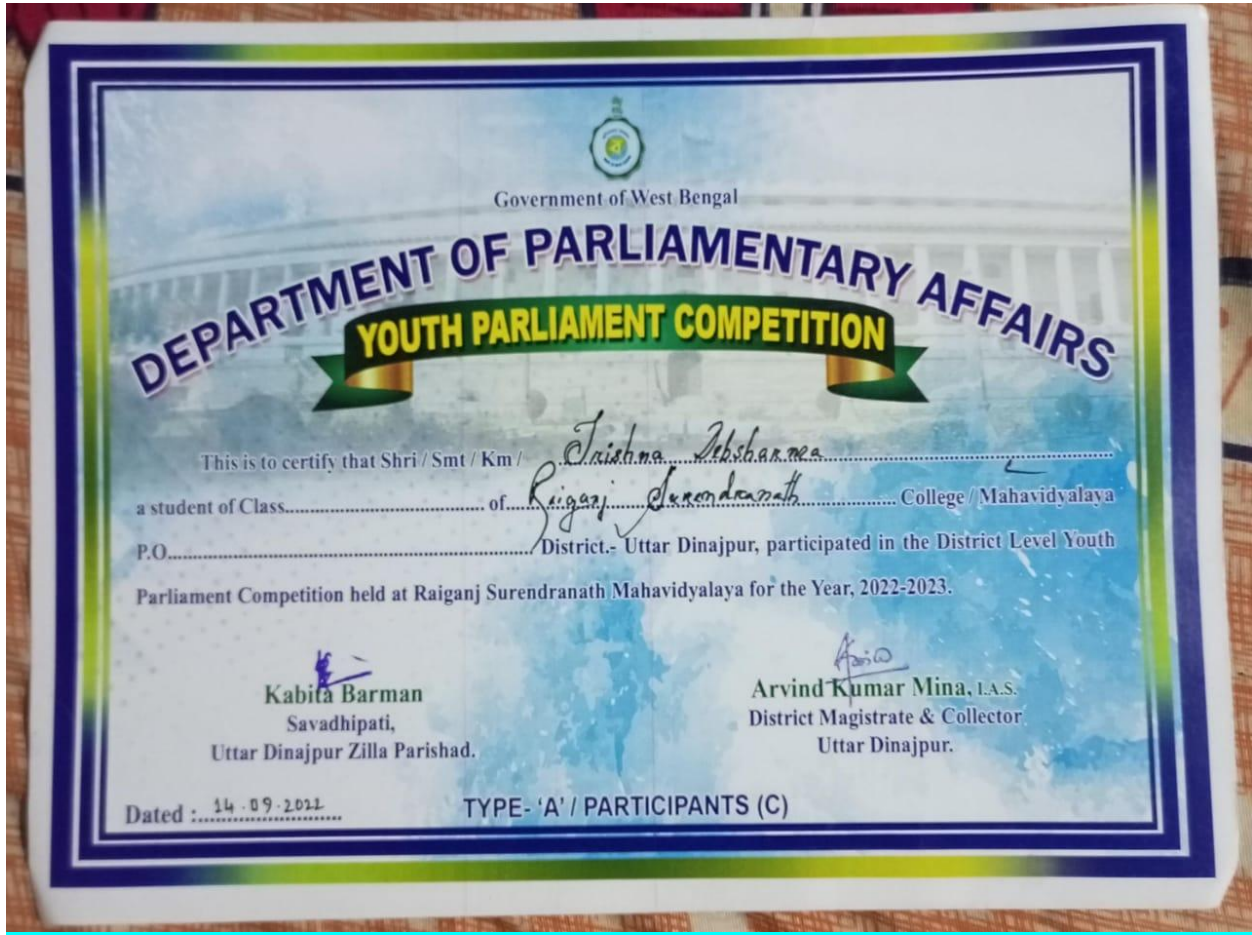 Government of West Bengal
DEPARTMENT OF PARLIAMENTARY AFFAIRS
YOUTH PARLIAMENT COMPETITION
This is to certify that Shri / Smt / Km / Trishna Debsharma
a student of Class.................... of Raiganj Surendranath ............ College / Mahavidyalaya
P.O.................... District.- Uttar Dinajpur, participated in the District Level Youth
Parliament Competition held at Raiganj Surendranath Mahavidyalaya for the Year, 2022-2023.
Kabita Barman
Savadhipati,
Uttar Dinajpur Zilla Parishad.
Arvind Kumar Mina, I.A.S.
District Magistrate & Collector
Uttar Dinajpur.
Dated : 14.09.2022
TYPE- 'A' / PARTICIPANTS (C)